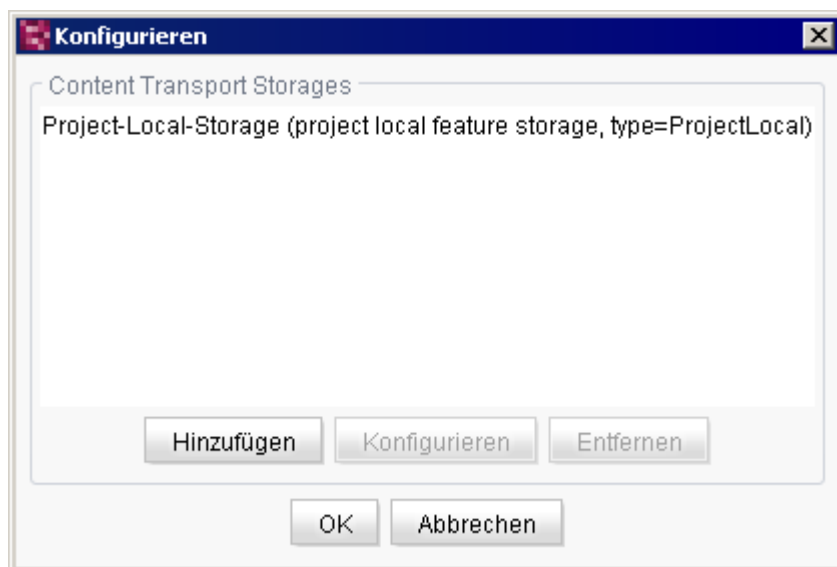 Konfigurieren
Content Transport Storages
Project-Local-Storage (project local feature storage, type=ProjectLocal)
Hinzufügen Konfigurieren Entfernen
OK Abbrechen